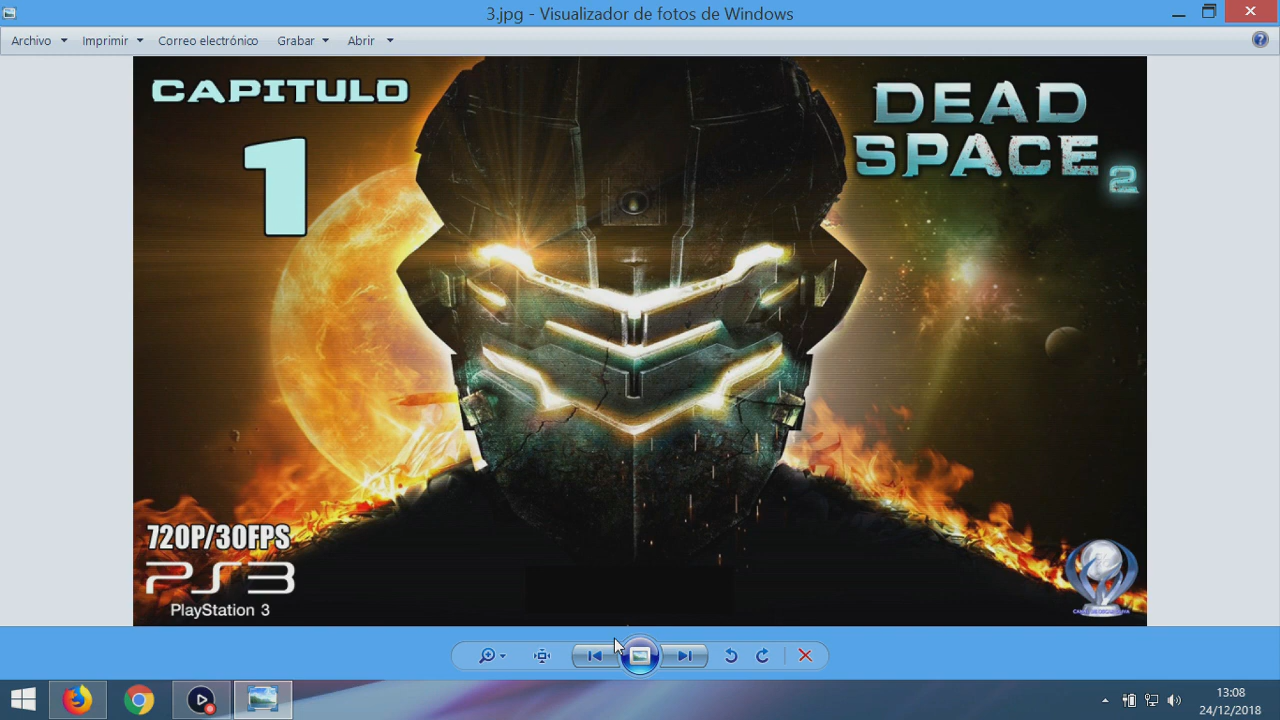 3.jpg - Visualizador de fotos de Windows
Archivo Imprimir Correo electrónico Grabar Abrir
CAPITULO
1
DEAD
SPACE
2
720P/30FPS
PS3
PlayStation 3
13:08
24/12/2018